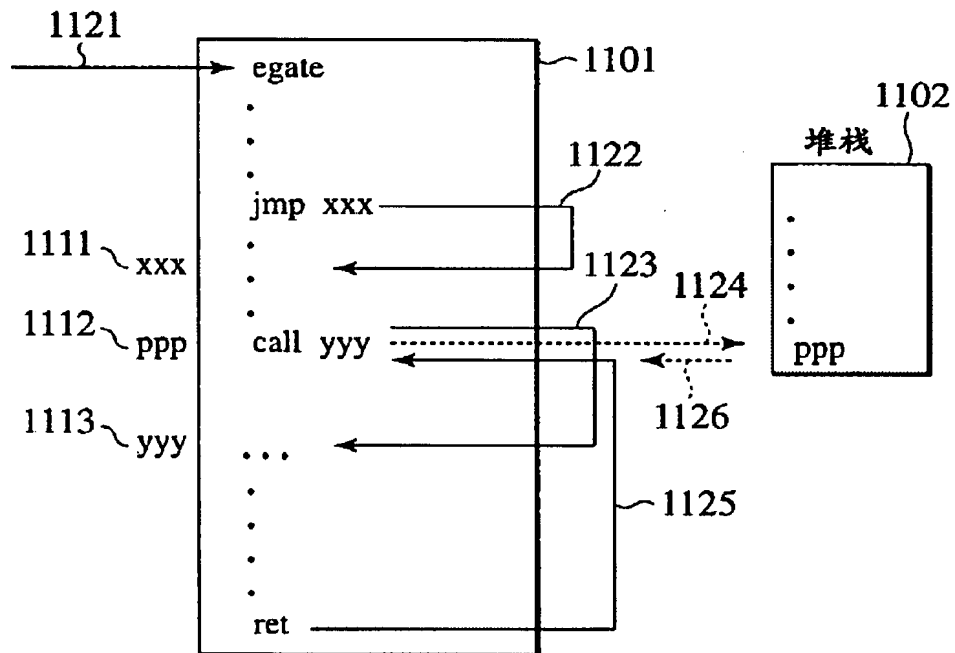 1121
egate
1101
1102
堆栈
1122
jmp xxx
1111
xxx
1123
1124
1112
ppp
call yyy
ppp
1126
1113
yyy
1125
ret